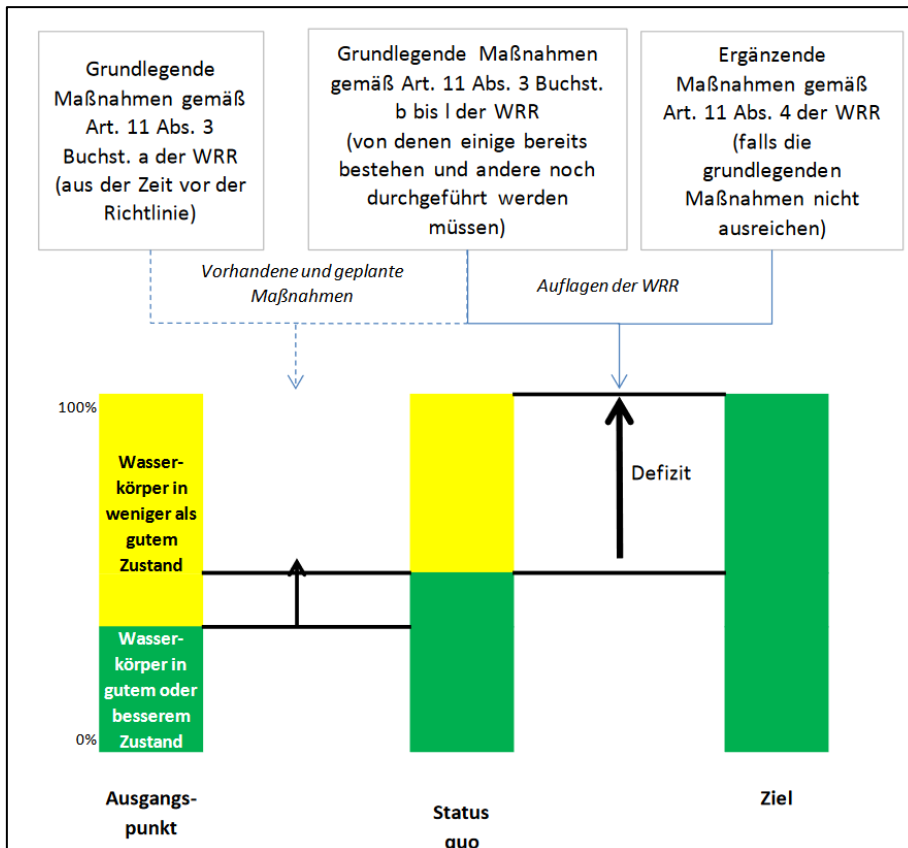 Grundlegende
Maßnahmen gemäß
Art. 11 Abs. 3
Buchst. a der WRR
(aus der Zeit vor der
Richtlinie)
Grundlegende Maßnahmen
gemäß Art. 11 Abs. 3 Buchst.
b bis l der WRR
(von denen einige bereits
bestehen und andere noch
durchgeführt werden
müssen)
Ergänzende
Maßnahmen gemäß
Art. 11 Abs. 4 der WRR
(falls die
grundlegenden
Maßnahmen nicht
ausreichen)
Vorhandene und geplante
Maßnahmen
Auflagen der WRR
100%
Wasser-
körper in
weniger als
gutem
Zustand
Defizit
Wasser-
körper in
gutem oder
besserem
Zustand
0%
Ausgangs-
punkt
Status
quo
Ziel